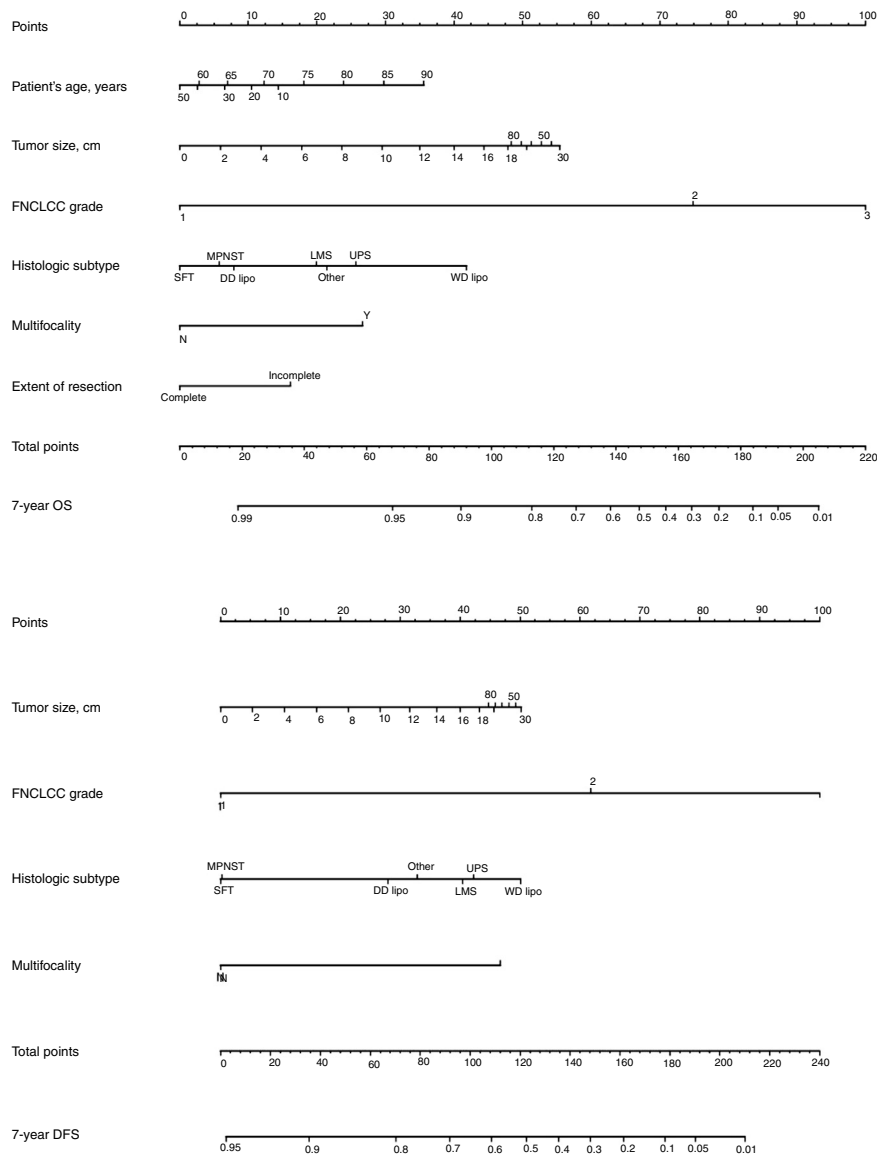 Points 0 10 20 30 40 50 60 70 80 90 100
60 65 70 75 80 85 90
Patient's age, years
50 30 20 10
80 50
Tumor size, cm
0 2 4 6 8 10 12 14 16 18 30
2
FNCLCC grade
1 3
MPNST LMS UPS
Histologic subtype
SFT DD lipo Other WD lipo
Y
Multifocality
N
Incomplete
Extent of resection
Complete
Total points
0 20 40 60 80 100 120 140 160 180 200 220
7-year OS
0.99 0.95 0.9 0.8 0.7 0.6 0.5 0.4 0.3 0.2 0.1 0.05 0.01
0 10 20 30 40 50 60 70 80 90 100
Points
80 50
Tumor size, cm
0 2 4 6 8 10 12 14 16 18 30
2
FNCLCC grade
1
MPNST Other UPS
Histologic subtype
SFT DD lipo LMS WD lipo
Multifocality
N
Total points
0 20 40 60 80 100 120 140 160 180 200 220 240
7-year DFS
0.95 0.9 0.8 0.7 0.6 0.5 0.4 0.3 0.2 0.1 0.05 0.01